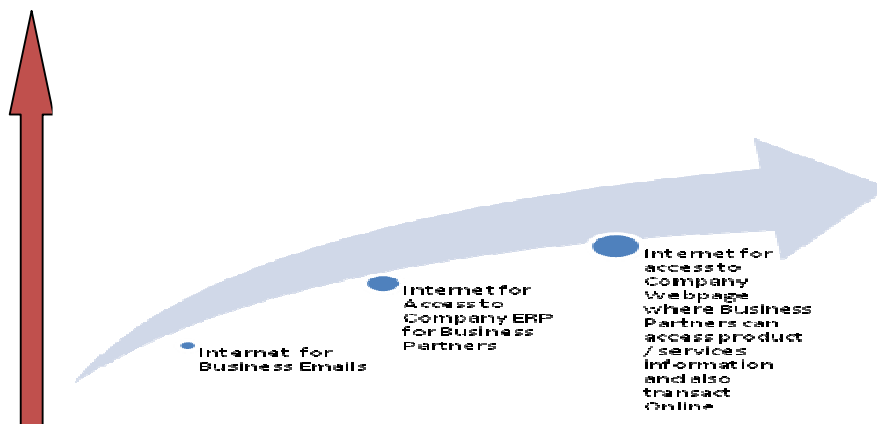 Internet for
Business Emails
Internet for
Access to
Company ERP
for Business
Partners
Internet for
access to
Company
Webpage
where Business
Partners can
access product
/ services
information
and also
transact
Online